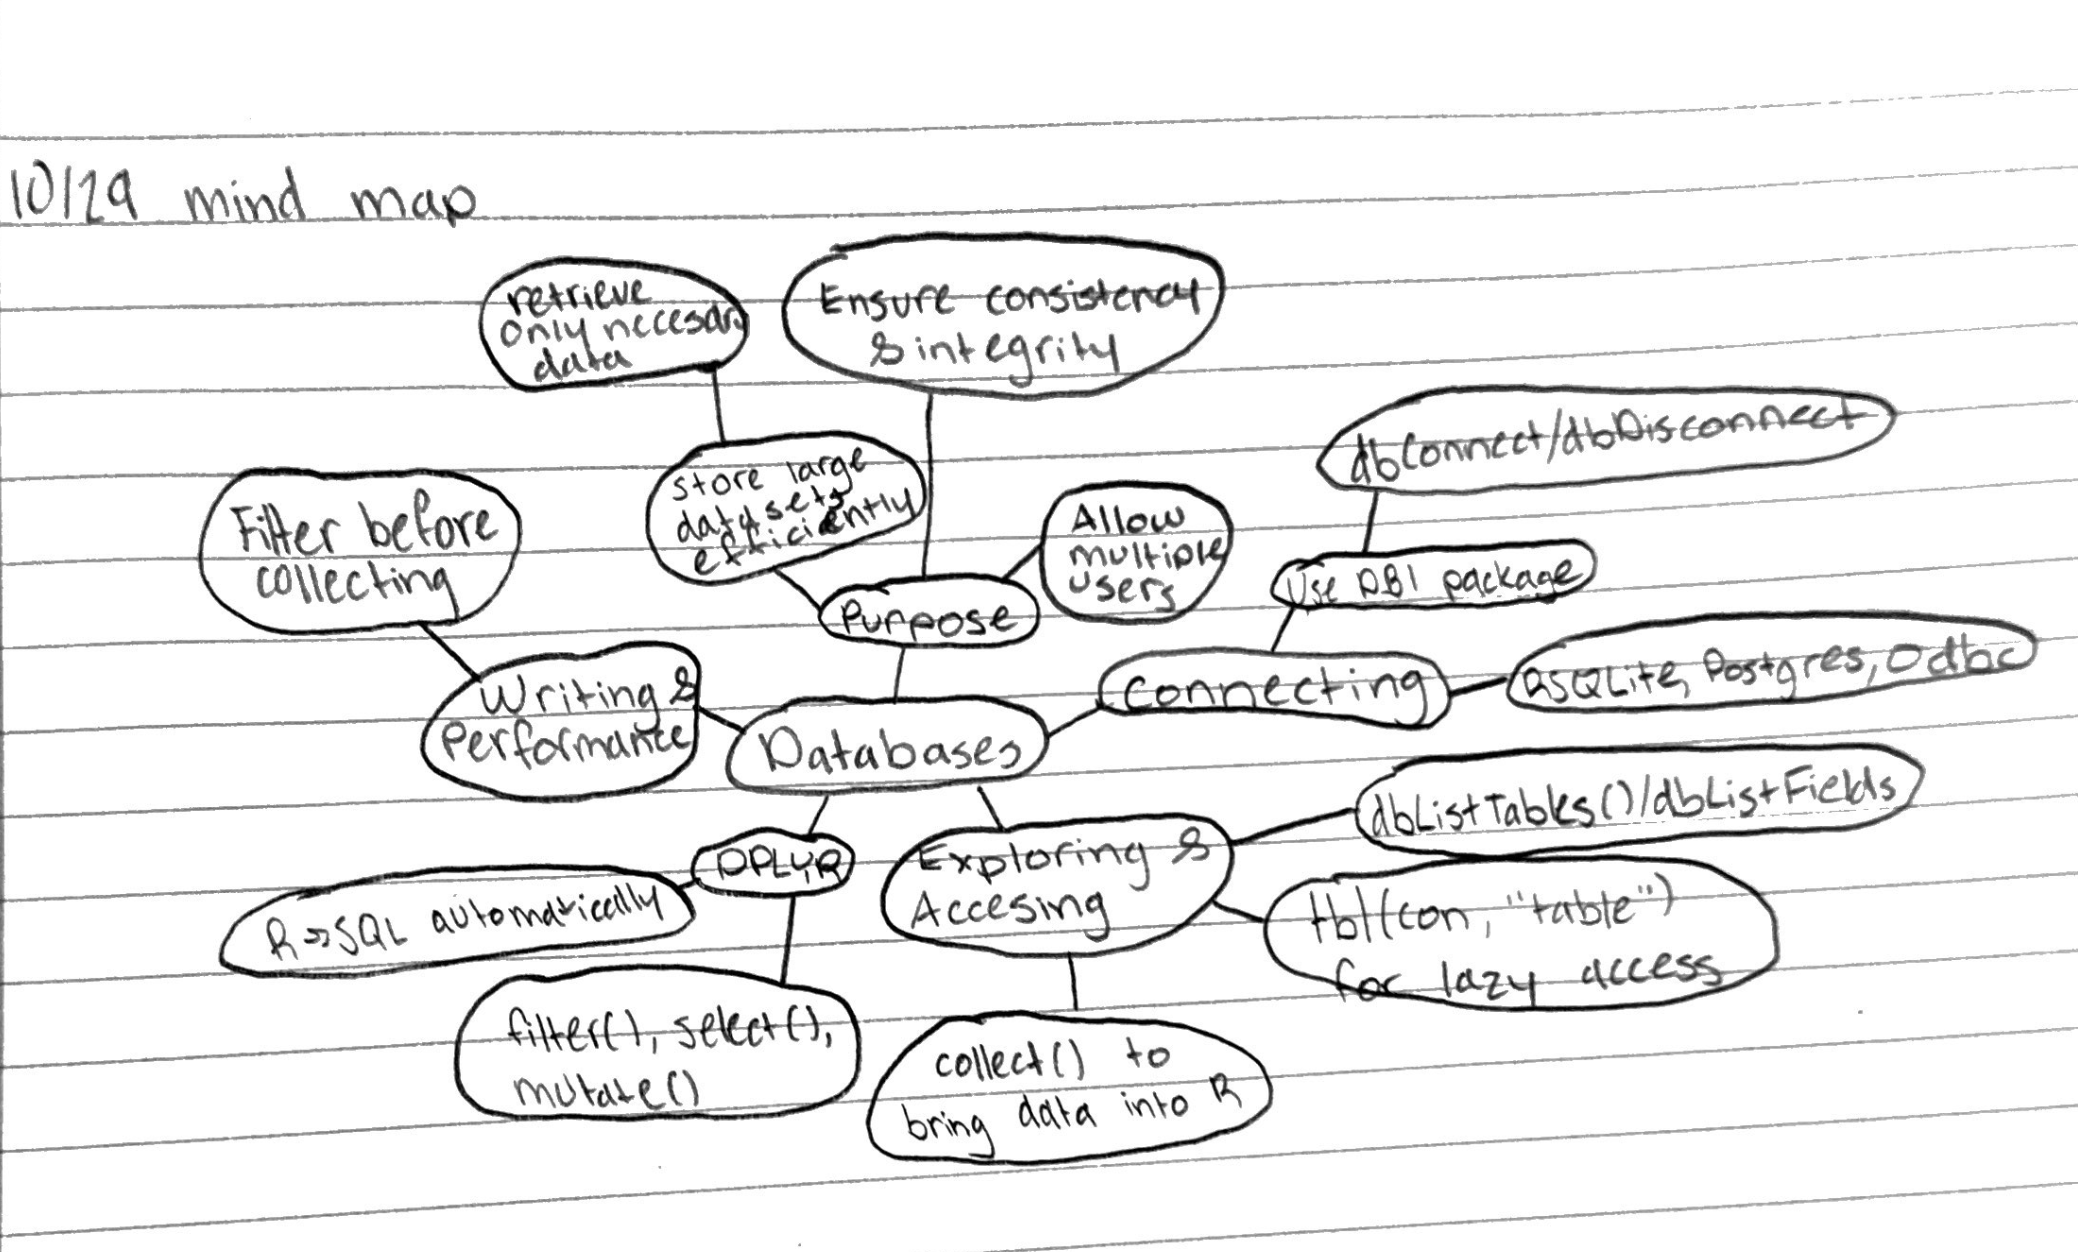 10/29 mind map
retrieve
only neccesary
data
Ensure consistency
& integrity
store large
datasets
efficiently
Allow
multiple
users
dbConnect/dbDisconnect
Filter before
collecting
Purpose
Use DBI package
Writing &
Performance
Databases
Connecting
RSQLite, Postgres, Odbc
dbListTables()/dbListFields
DPLYR
Exploring &
Accesing
R => SQL automatically
tbl(con, "table")
for lazy access
filter(), select(),
mutate()
collect() to
bring data into R